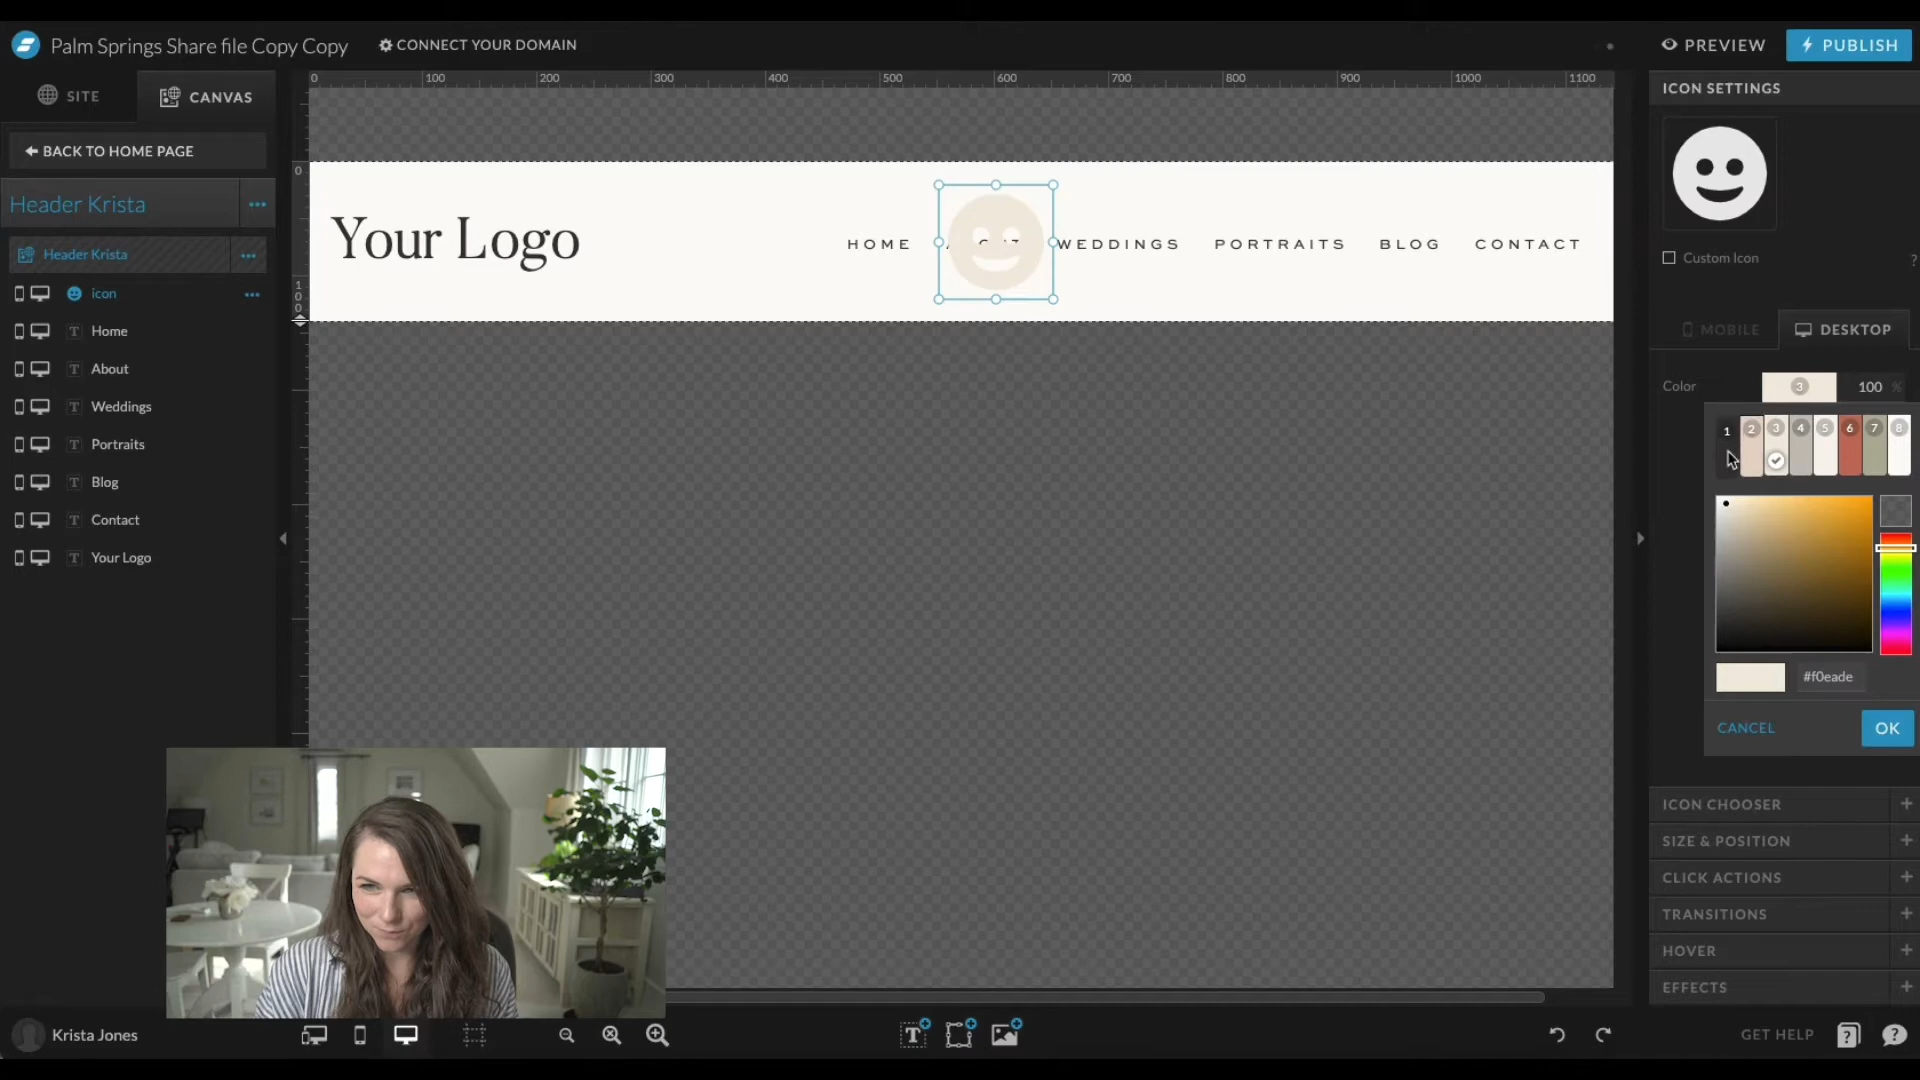 Palm Springs Share file Copy Copy
CONNECT YOUR DOMAIN
PREVIEW
PUBLISH
SITE
CANVAS
0 100 200 300 400 500 600 700 800 900 1000 1100
ICON SETTINGS
BACK TO HOME PAGE
Header Krista
Header Krista
icon
Home
About
Weddings
Portraits
Blog
Contact
Your Logo
0
100
Your Logo
HOME
WEDDINGS
PORTRAITS
BLOG
CONTACT
Custom Icon
?
MOBILE
DESKTOP
Color
3
100 %
1 2 3 4 5 6 7 8
#f0eade
CANCEL
OK
ICON CHOOSER +
SIZE & POSITION +
CLICK ACTIONS +
TRANSITIONS +
HOVER +
EFFECTS +
Krista Jones
T
GET HELP
?
?